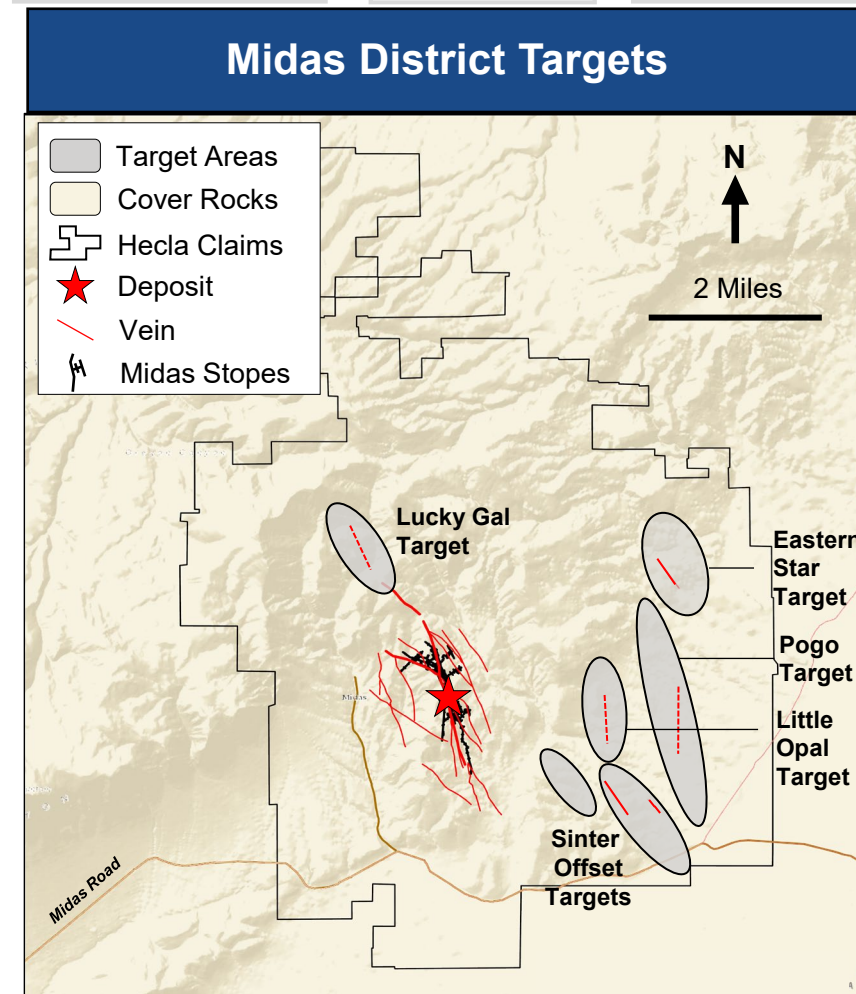 Midas District Targets
Target Areas
Cover Rocks
Hecla Claims
Deposit
Vein
Midas Stopes
N
2 Miles
Lucky Gal
Target
Eastern
Star
Target
Pogo
Target
Little
Opal
Target
Midas
Sinter
Offset
Targets
Midas Road